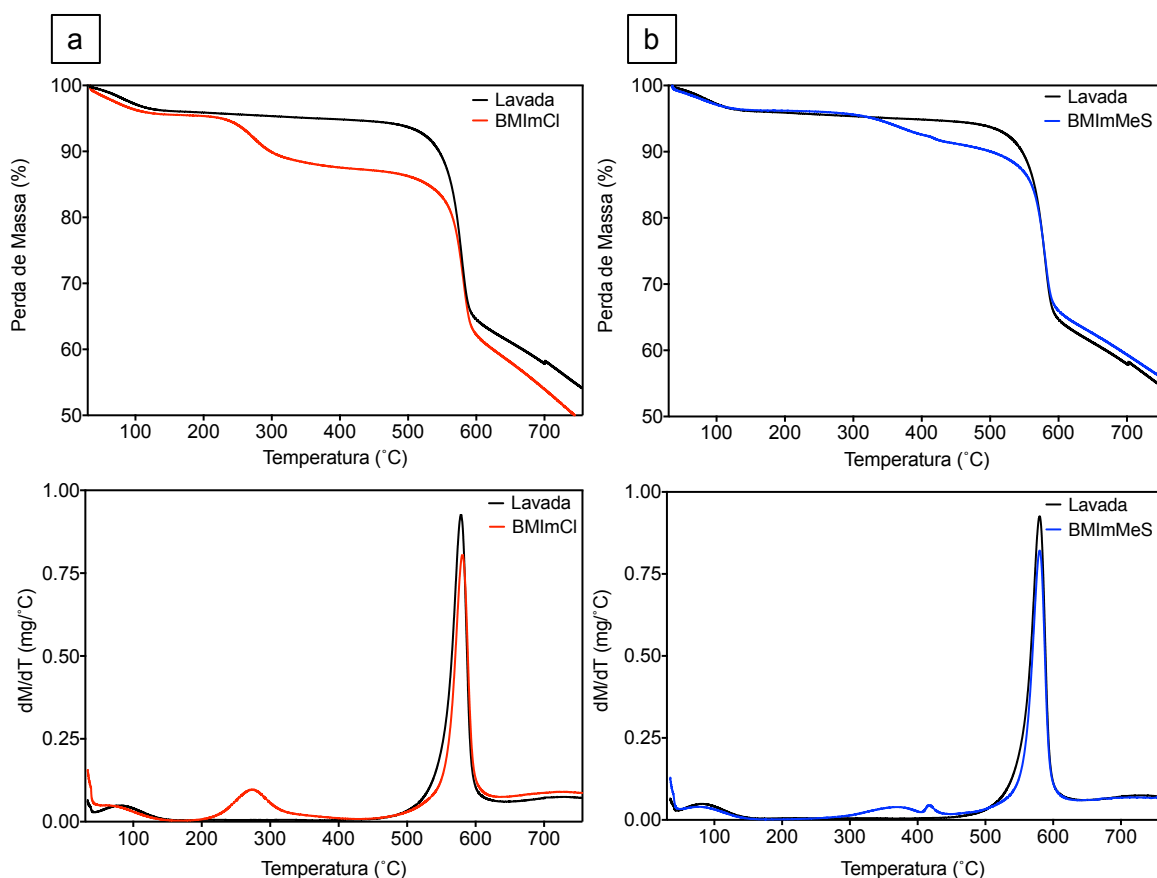 a
b
100
90
80
70
60
50
Perda de Massa (%)
Lavada
BMImCl
100 200 300 400 500 600 700
Temperatura (˚C)
100
90
80
70
60
50
Perda de Massa (%)
Lavada
BMImMeS
100 200 300 400 500 600 700
Temperatura (˚C)
1.00
0.75
0.50
0.25
0.00
dM/dT (mg/˚C)
Lavada
BMImCl
100 200 300 400 500 600 700
Temperatura (˚C)
1.00
0.75
0.50
0.25
0.00
dM/dT (mg/˚C)
Lavada
BMImMeS
100 200 300 400 500 600 700
Temperatura (˚C)